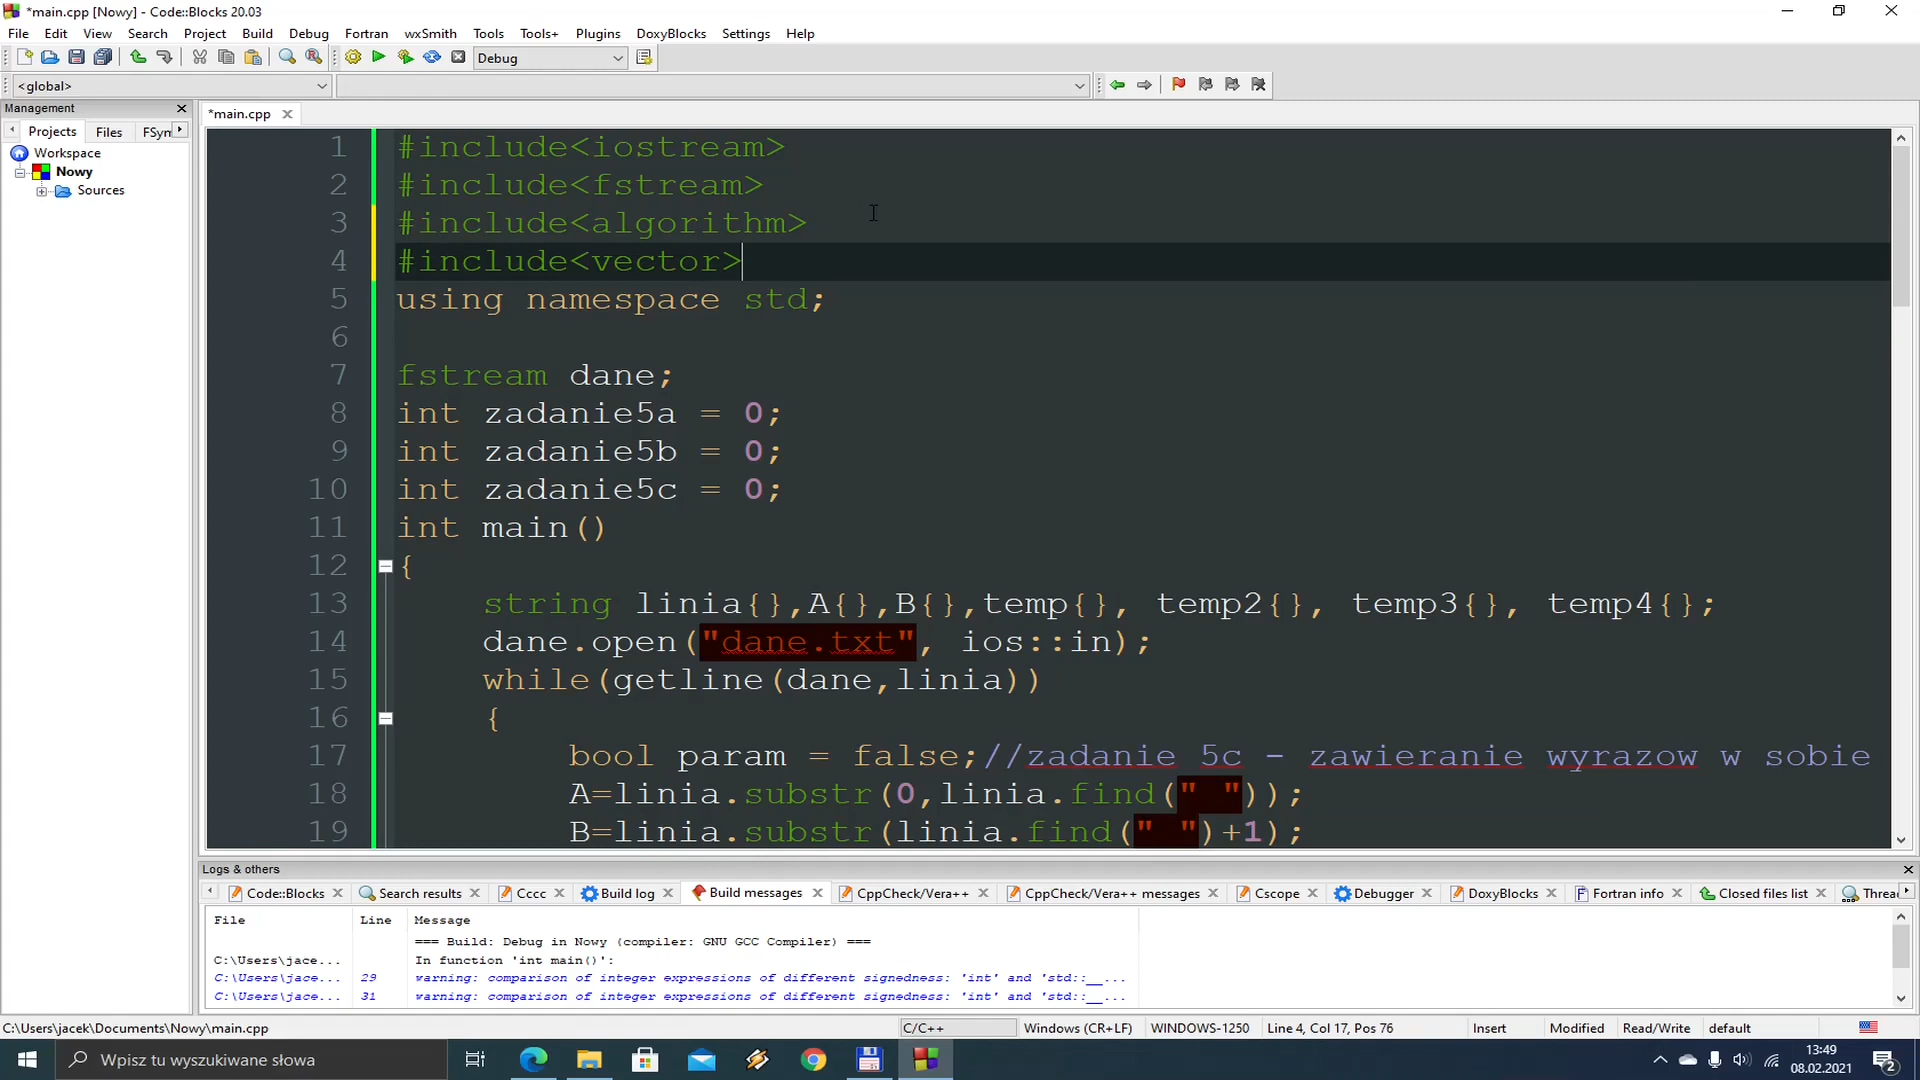 *main.cpp [Nowy] - Code::Blocks 20.03
File Edit View Search Project Build Debug Fortran wxSmith Tools Tools+ Plugins DoxyBlocks Settings Help
Debug
<global>
Management
Projects Files FSyn
Workspace
Nowy
Sources
*main.cpp
1 #include<iostream>
2 #include<fstream>
3 #include<algorithm>
4 #include<vector>
5 using namespace std;
6
7 fstream dane;
8 int zadanie5a = 0;
9 int zadanie5b = 0;
10 int zadanie5c = 0;
11 int main()
12 {
13 string linia{},A{},B{},temp{}, temp2{}, temp3{}, temp4{};
14 dane.open("dane.txt", ios::in);
15 while(getline(dane,linia))
16 {
17 bool param = false;//zadanie 5c - zawieranie wyrazow w sobie
18 A=linia.substr(0,linia.find(" "));
19 B=linia.substr(linia.find(" ")+1);
Logs & others
Code::Blocks Search results Cccc Build log Build messages CppCheck/Vera++ CppCheck/Vera++ messages Cscope Debugger DoxyBlocks Fortran info Closed files list Threa
File Line Message
=== Build: Debug in Nowy (compiler: GNU GCC Compiler) ===
C:\Users\jace... In function 'int main()':
C:\Users\jace... 29 warning: comparison of integer expressions of different signedness: 'int' and 'std::__...
C:\Users\jace... 31 warning: comparison of integer expressions of different signedness: 'int' and 'std::__...
C:\Users\jacek\Documents\Nowy\main.cpp C/C++ Windows (CR+LF) WINDOWS-1250 Line 4, Col 17, Pos 76 Insert Modified Read/Write default
Wpisz tu wyszukiwane słowa
13:49
08.02.2021
2